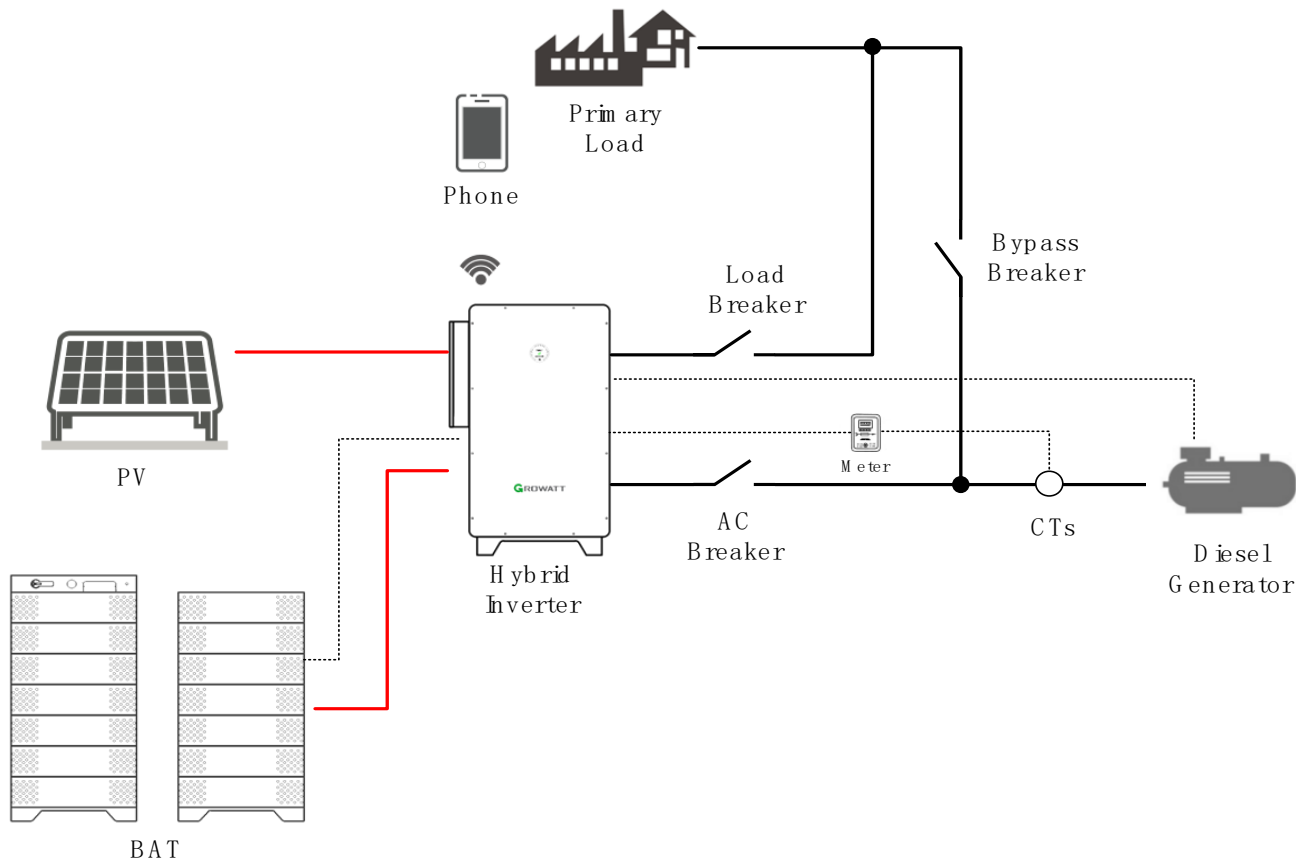 Primary
Load
Phone
Bypass
Breaker
Load
Breaker
PV
Meter
GROWATT
CTs
AC
Breaker
Diesel
Generator
Hybrid
Inverter
BAT